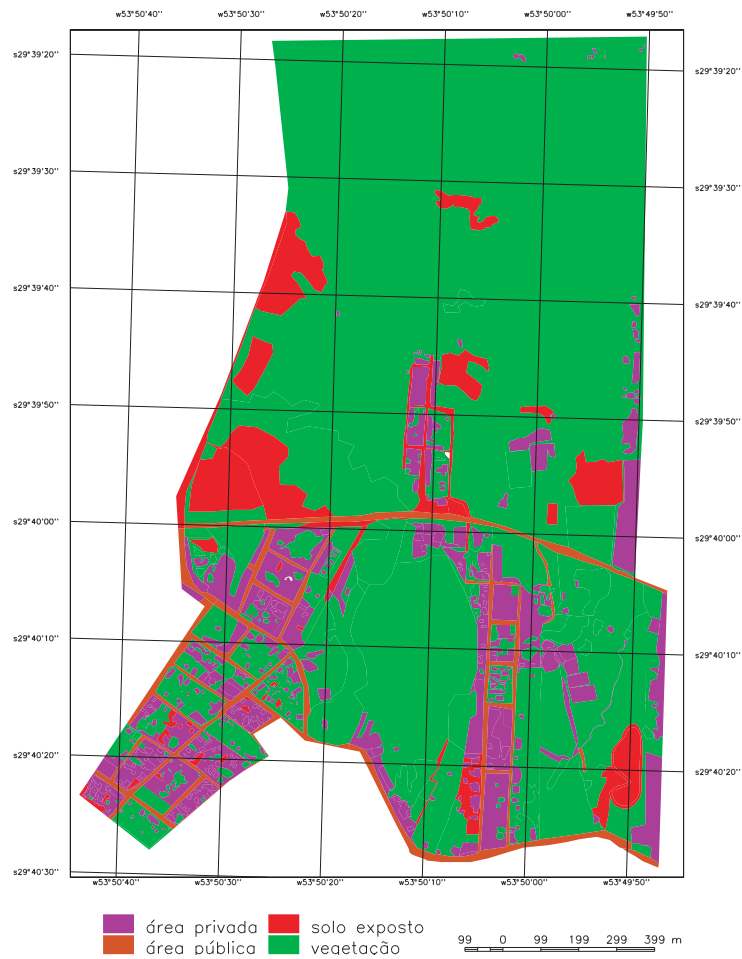 w53°50'40'' w53°50'30'' w53°50'20'' w53°50'10'' w53°50'00'' w53°49'50''
s29°39'20'' s29°39'20''
s29°39'30'' s29°39'30''
s29°39'40'' s29°39'40''
s29°39'50'' s29°39'50''
s29°40'00'' s29°40'00''
s29°40'10'' s29°40'10''
s29°40'20'' s29°40'20''
s29°40'30''
w53°50'40'' w53°50'30'' w53°50'20'' w53°50'10'' w53°50'00'' w53°49'50''
área privada solo exposto
área pública vegetação
99 0 99 199 299 399 m